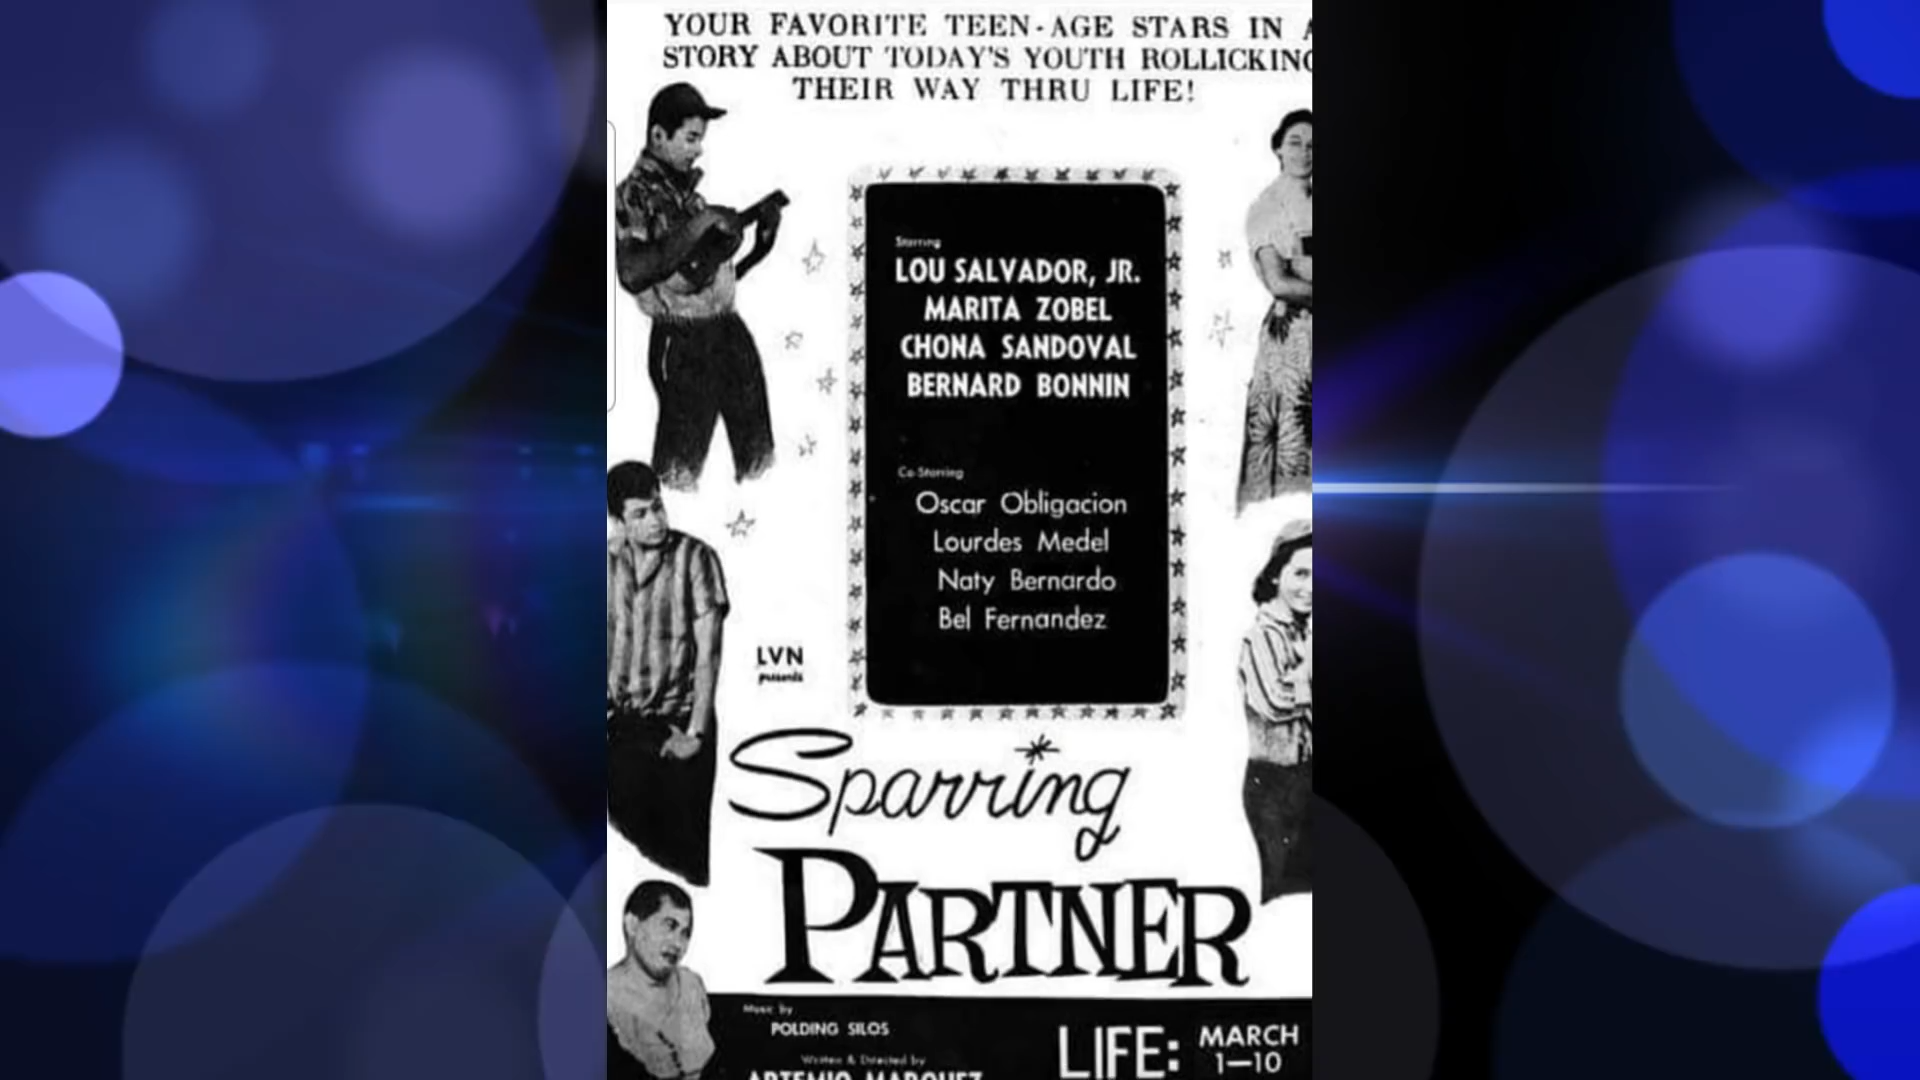 YOUR FAVORITE TEEN-AGE STARS IN A
STORY ABOUT TODAY'S YOUTH ROLLICKING
THEIR WAY THRU LIFE!
Starring
LOU SALVADOR, JR.
MARITA ZOBEL
CHONA SANDOVAL
BERNARD BONNIN
Co-Starring
Oscar Obligacion
Lourdes Medel
Naty Bernardo
Bel Fernandez
LVN
presents
Sparring
PARTNER
Music by
POLDING SILOS
Written & Directed by
ARTEMIO MARQUEZ
LIFE: MARCH
1—10